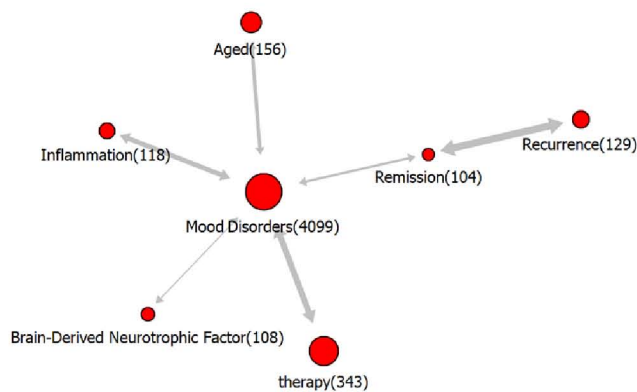 Aged(156)
Inflammation(118)
Recurrence(129)
Remission(104)
Mood Disorders(4099)
Brain-Derived Neurotrophic Factor(108)
therapy(343)